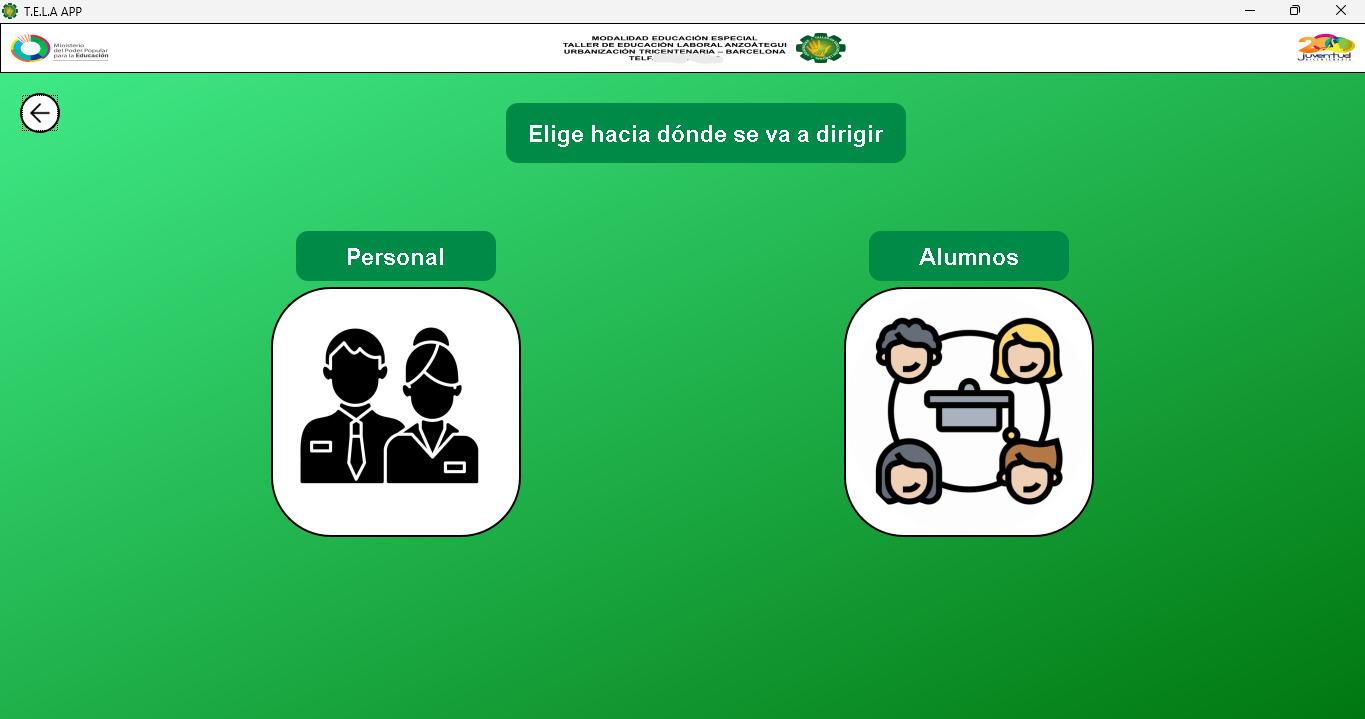 T.E.L.A APP
Ministerio
del Poder Popular
para la Educación
MODALIDAD EDUCACIÓN ESPECIAL
TALLER DE EDUCACIÓN LABORAL ANZOÁTEGUI
URBANIZACIÓN TRICENTENARIA – BARCELONA
TELF.
Juventud
Elige hacia dónde se va a dirigir
Personal
Alumnos